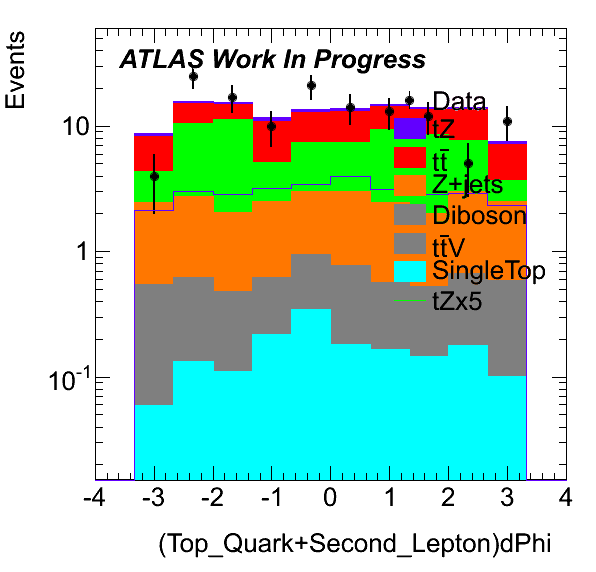 Events
ATLAS Work In Progress
Data
tZ
tt̄
Z+jets
Diboson
tt̄V
SingleTop
tZx5
10
1
10⁻¹
-4 -3 -2 -1 0 1 2 3 4
(Top_Quark+Second_Lepton)dPhi